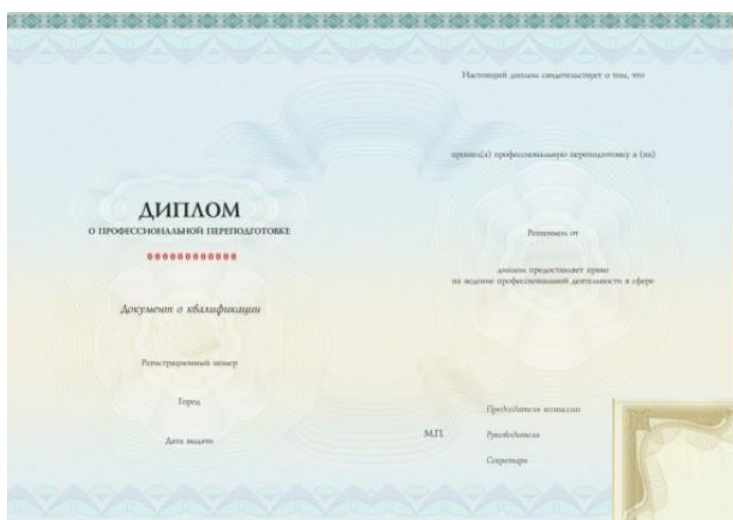 ДИПЛОМ
О ПРОФЕССИОНАЛЬНОЙ ПЕРЕПОДГОТОВКЕ
000000000000
Документ о квалификации
Регистрационный номер
Город
Дата выдачи
Настоящий диплом свидетельствует о том, что
прошел(а) профессиональную переподготовку в (на)
Решением от
диплом предоставляет право
на ведение профессиональной деятельности в сфере
Председатель комиссии
М.П. Руководитель
Секретарь